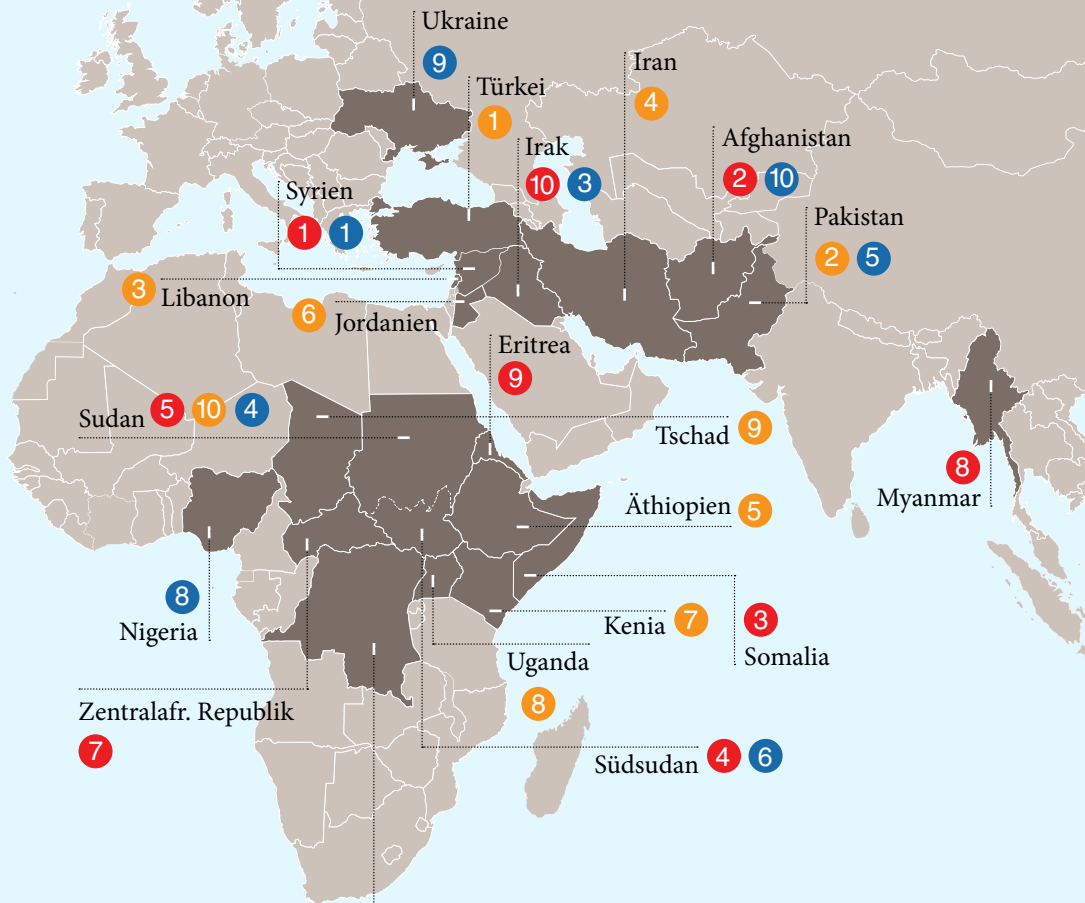 Ukraine
9
Türkei
1
Iran
4
Irak
10 3
Afghanistan
2 10
Syrien
1 1
Pakistan
2 5
3 Libanon
6 Jordanien
Eritrea
9
Sudan 5 10 4
Tschad 9
8
Myanmar
Äthiopien 5
8
Nigeria
Kenia 7
3
Somalia
Uganda
8
Zentralafr. Republik
7
Südsudan 4 6